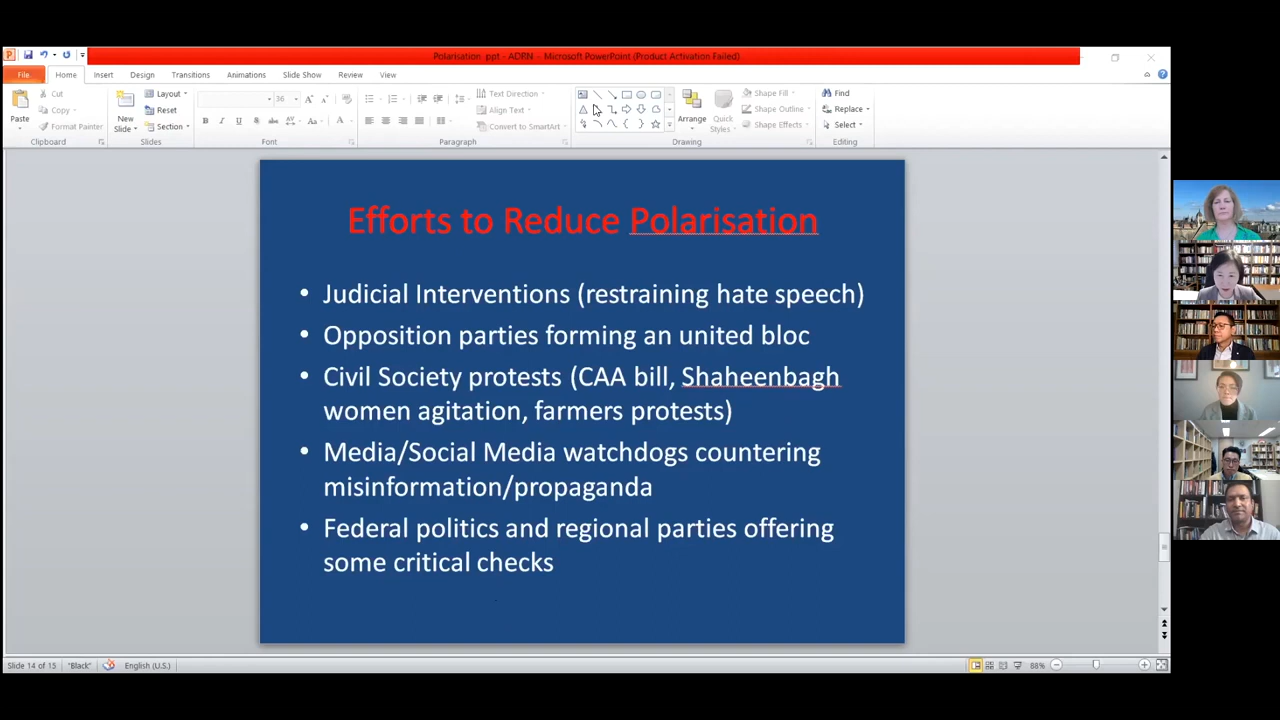 Polarisation ppt - ADRN - Microsoft PowerPoint (Product Activation Failed)
File Home Insert Design Transitions Animations Slide Show Review View
Paste
Cut
Copy
Format Painter
Clipboard
New Slide
Layout
Reset
Section
Slides
36
Font
Text Direction
Align Text
Convert to SmartArt
Paragraph
Arrange
Quick Styles
Shape Fill
Shape Outline
Shape Effects
Drawing
Find
Replace
Select
Editing
Efforts to Reduce Polarisation
• Judicial Interventions (restraining hate speech)
• Opposition parties forming an united bloc
• Civil Society protests (CAA bill, Shaheenbagh
women agitation, farmers protests)
• Media/Social Media watchdogs countering
misinformation/propaganda
• Federal politics and regional parties offering
some critical checks
Slide 14 of 15 "Black" English (U.S.) 88%